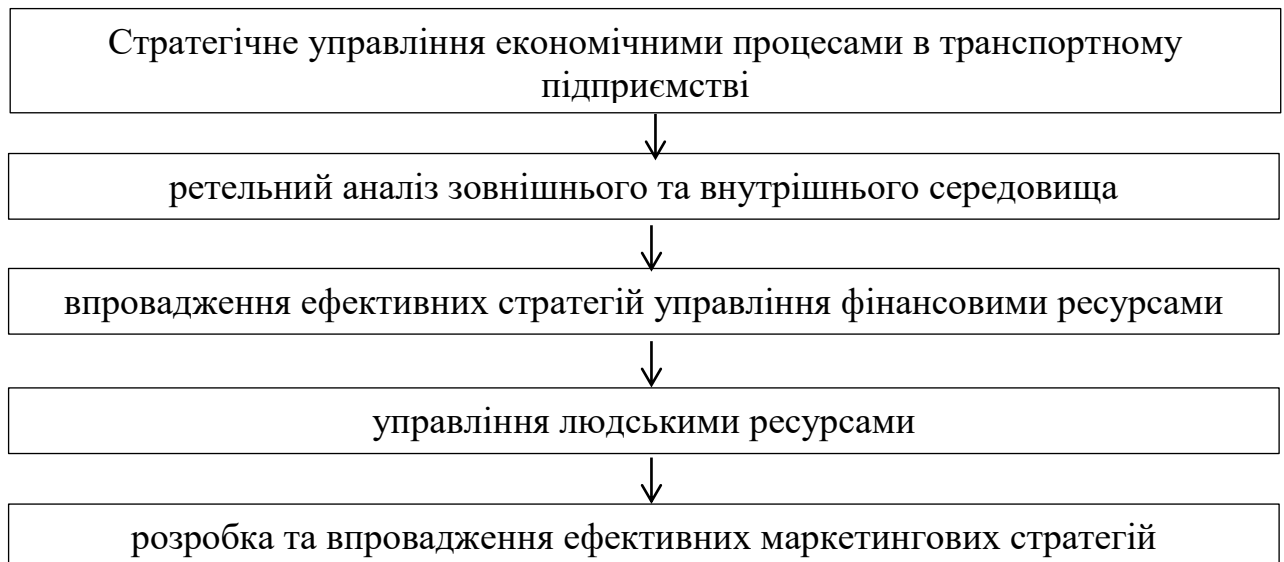 Стратегічне управління економічними процесами в транспортному
підприємстві
ретельний аналіз зовнішнього та внутрішнього середовища
впровадження ефективних стратегій управління фінансовими ресурсами
управління людськими ресурсами
розробка та впровадження ефективних маркетингових стратегій